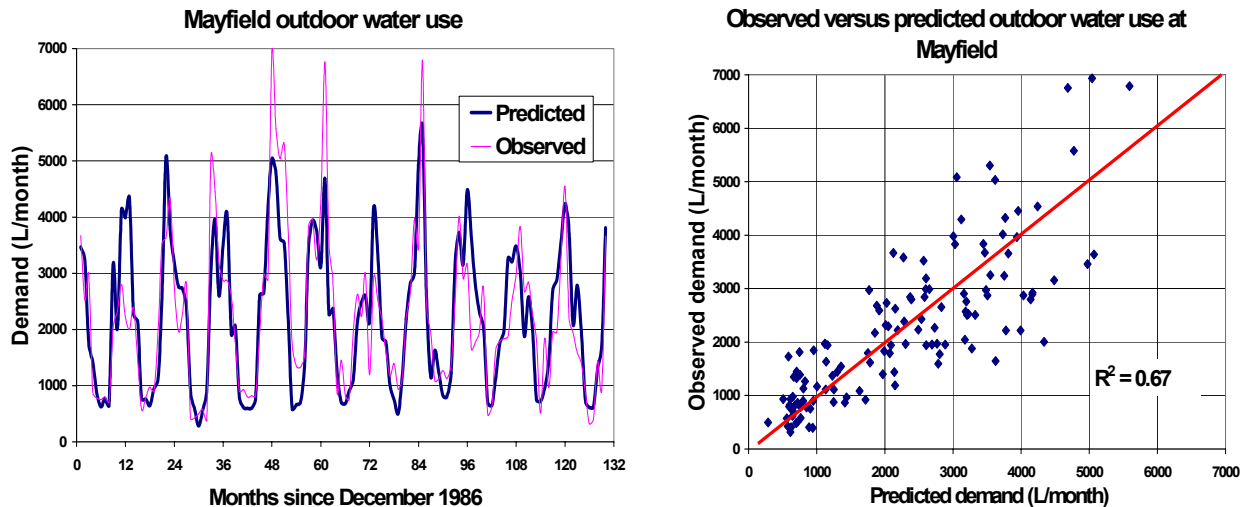 Mayfield outdoor water use
Demand (L/month)
7000
6000
5000
4000
3000
2000
1000
0
Predicted
Observed
0 12 24 36 48 60 72 84 96 108 120 132
Months since December 1986
Observed versus predicted outdoor water use at
Mayfield
Observed demand (L/month)
7000
6000
5000
4000
3000
2000
1000
0
R² = 0.67
0 1000 2000 3000 4000 5000 6000 7000
Predicted demand (L/month)